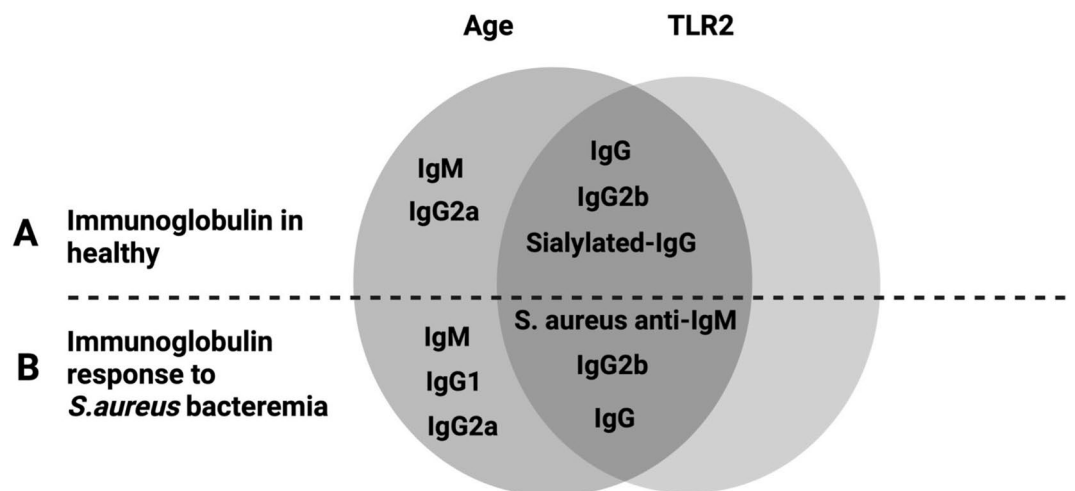 Age
TLR2
A
Immunoglobulin in
healthy
IgM
IgG2a
IgG
IgG2b
Sialylated-IgG
B
Immunoglobulin
response to
S.aureus bacteremia
IgM
IgG1
IgG2a
S. aureus anti-IgM
IgG2b
IgG